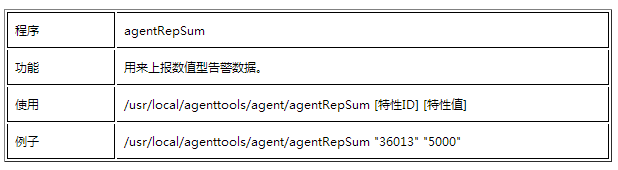 程序 agentRepSum
功能 用来上报数值型告警数据。
使用 /usr/local/agenttools/agent/agentRepSum [特性ID] [特性值]
例子 /usr/local/agenttools/agent/agentRepSum "36013" "5000"